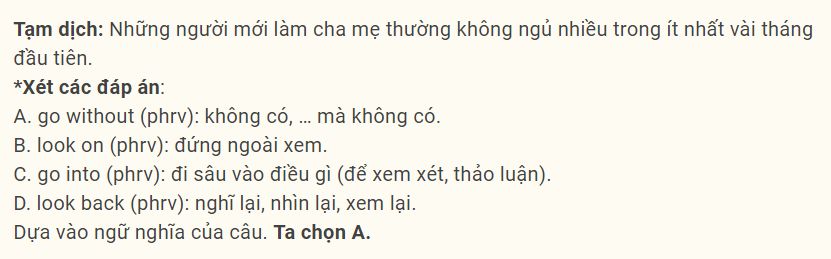 Tạm dịch: Những người mới làm cha mẹ thường không ngủ nhiều trong ít nhất vài tháng
đầu tiên.
*Xét các đáp án:
A. go without (phrv): không có, ... mà không có.
B. look on (phrv): đứng ngoài xem.
C. go into (phrv): đi sâu vào điều gì (để xem xét, thảo luận).
D. look back (phrv): nghĩ lại, nhìn lại, xem lại.
Dựa vào ngữ nghĩa của câu. Ta chọn A.